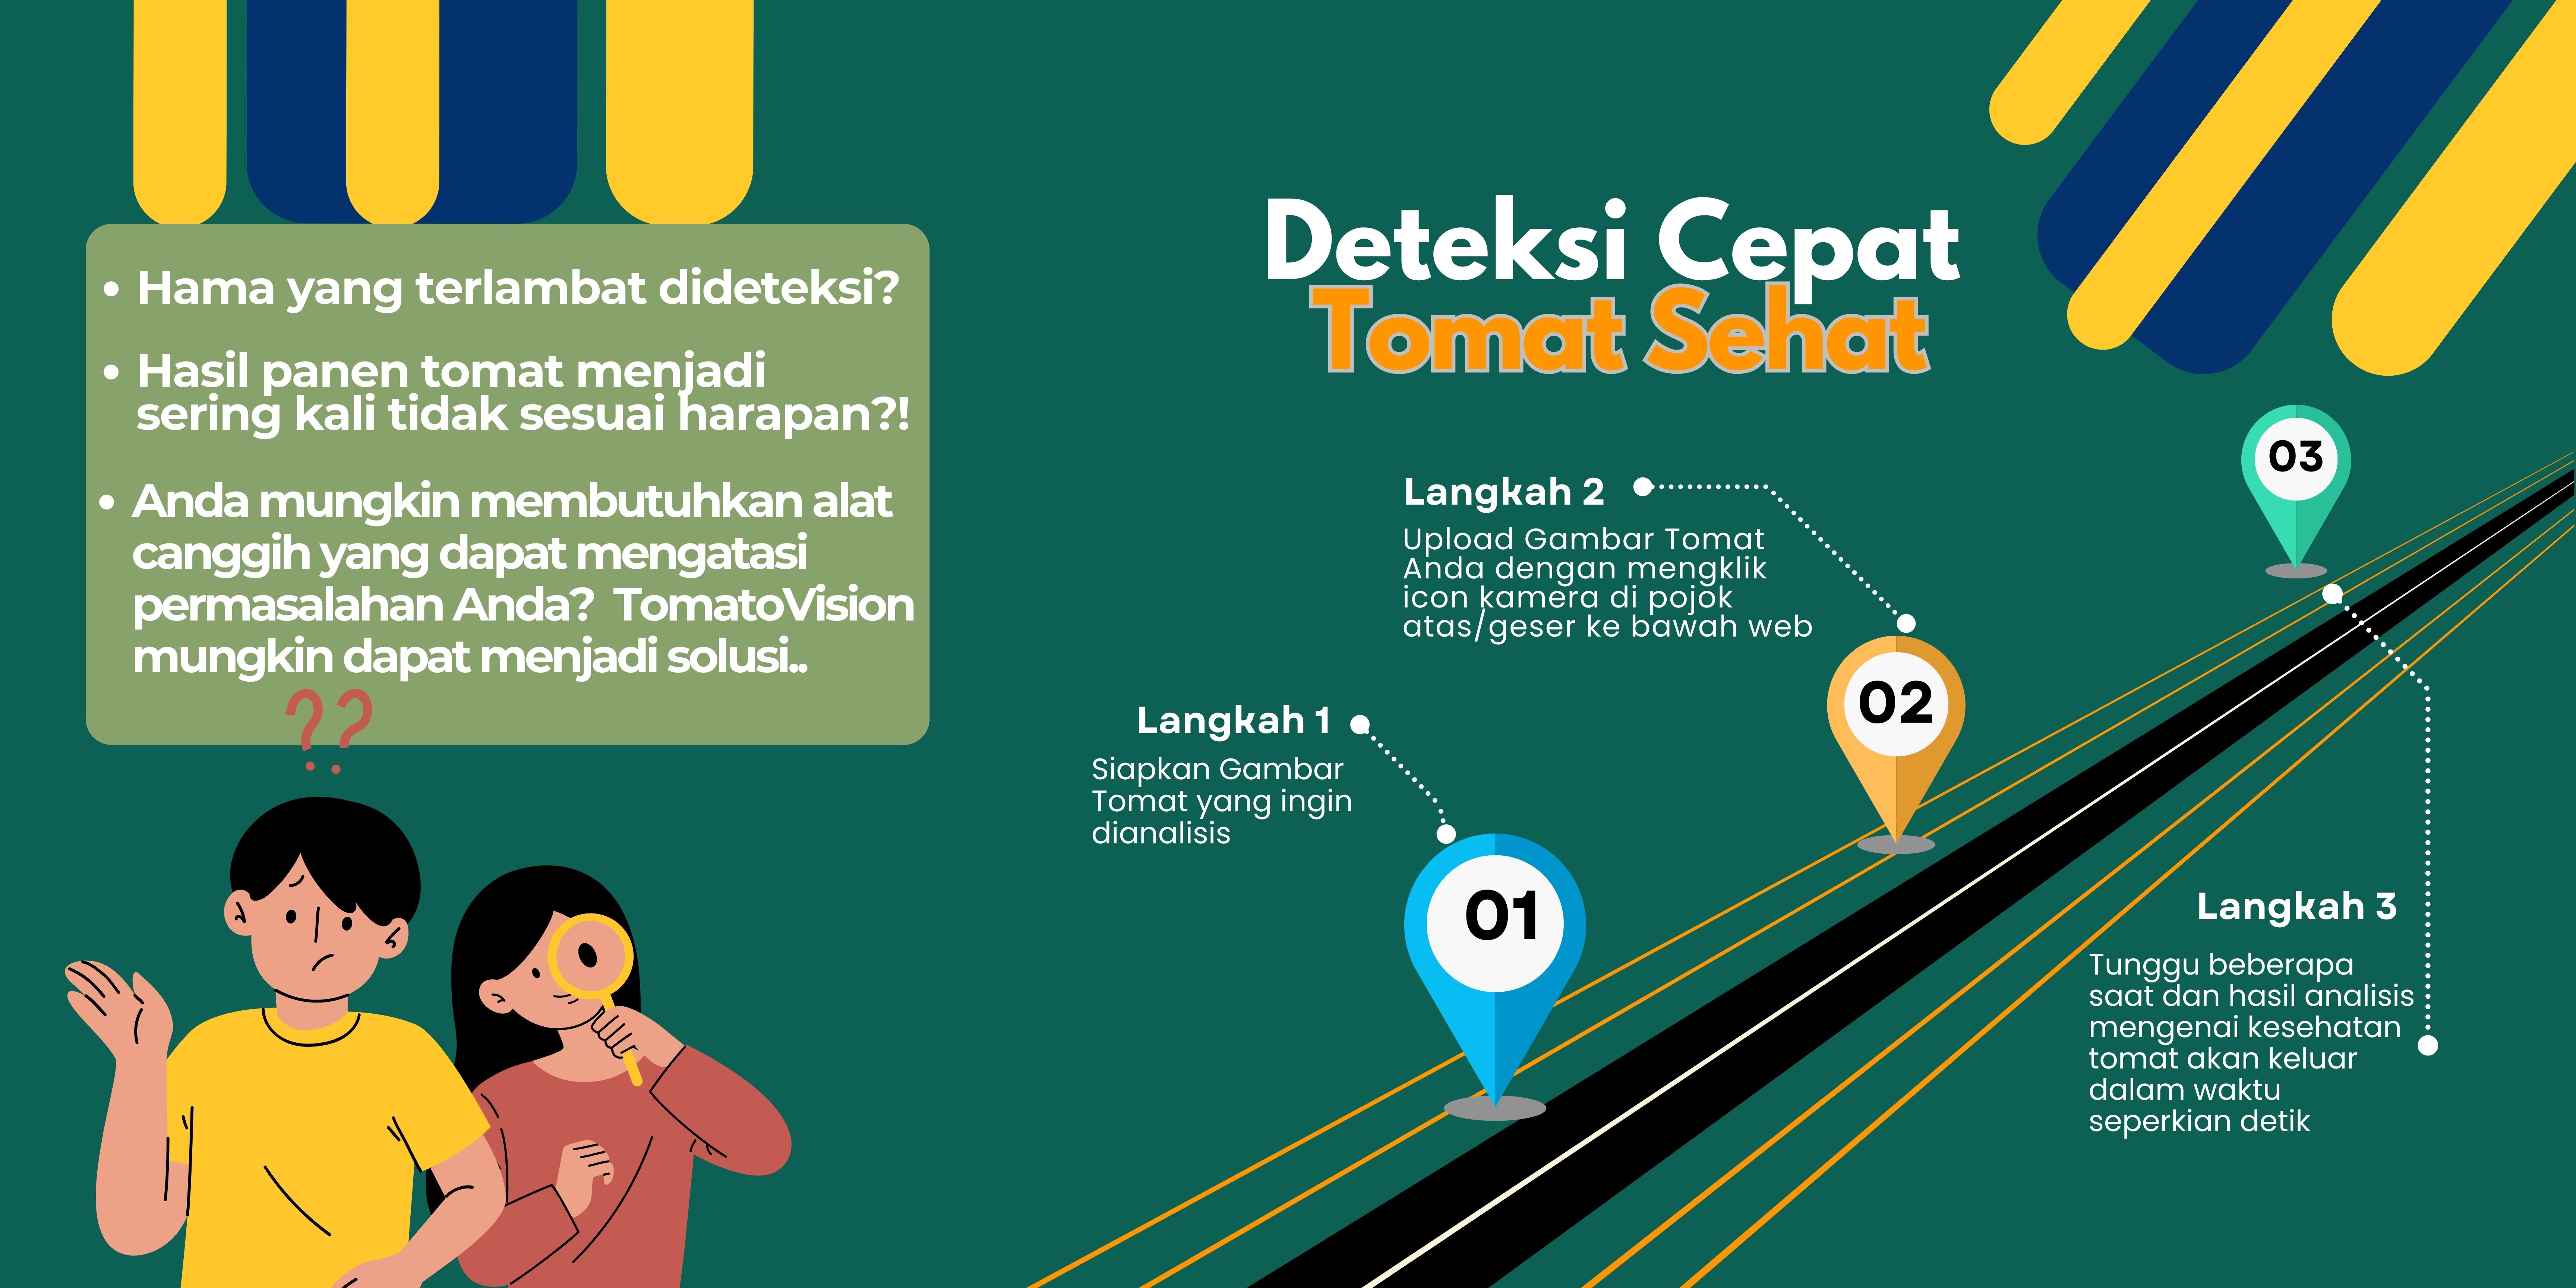 • Hama yang terlambat dideteksi?
• Hasil panen tomat menjadi
sering kali tidak sesuai harapan?!
• Anda mungkin membutuhkan alat
canggih yang dapat mengatasi
permasalahan Anda? TomatoVision
mungkin dapat menjadi solusi..
??
Deteksi Cepat
Tomat Sehat
Langkah 1
Siapkan Gambar
Tomat yang ingin
dianalisis
01
Langkah 2
Upload Gambar Tomat
Anda dengan mengklik
icon kamera di pojok
atas/geser ke bawah web
02
03
Langkah 3
Tunggu beberapa
saat dan hasil analisis
mengenai kesehatan
tomat akan keluar
dalam waktu
seperkian detik